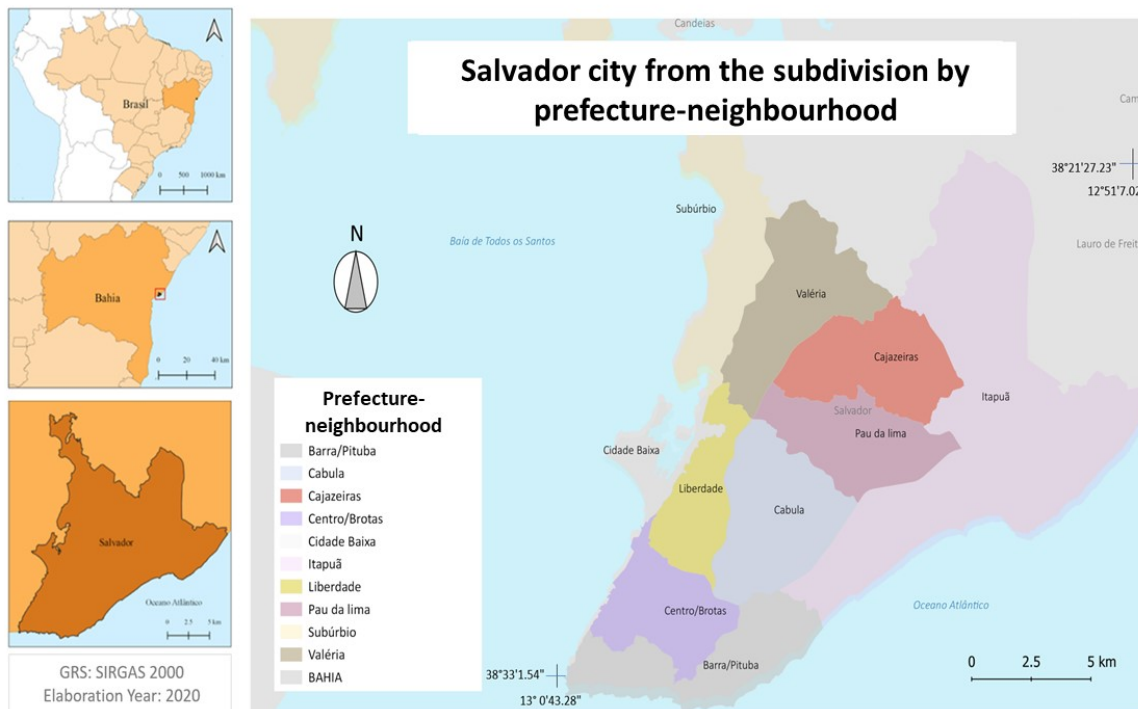 Brasil
0 500 1000 km
Bahia
0 20 40 km
Salvador
Oceano Atlântico
0 2.5 5 km
GRS: SIRGAS 2000
Elaboration Year: 2020
Candeias
Salvador city from the subdivision by
prefecture-neighbourhood
Cam
38°21'27.23"
12°51'7.02
Lauro de Freit
Subúrbio
Baía de Todos os Santos
N
Valéria
Cajazeiras
Itapuã
Salvador
Pau da lima
Cidade Baixa
Liberdade
Cabula
Centro/Brotas
Oceano Atlântico
Barra/Pituba
38°33'1.54"
13° 0'43.28"
0 2.5 5 km
Prefecture-
neighbourhood
Barra/Pituba
Cabula
Cajazeiras
Centro/Brotas
Cidade Baixa
Itapuã
Liberdade
Pau da lima
Subúrbio
Valéria
BAHIA